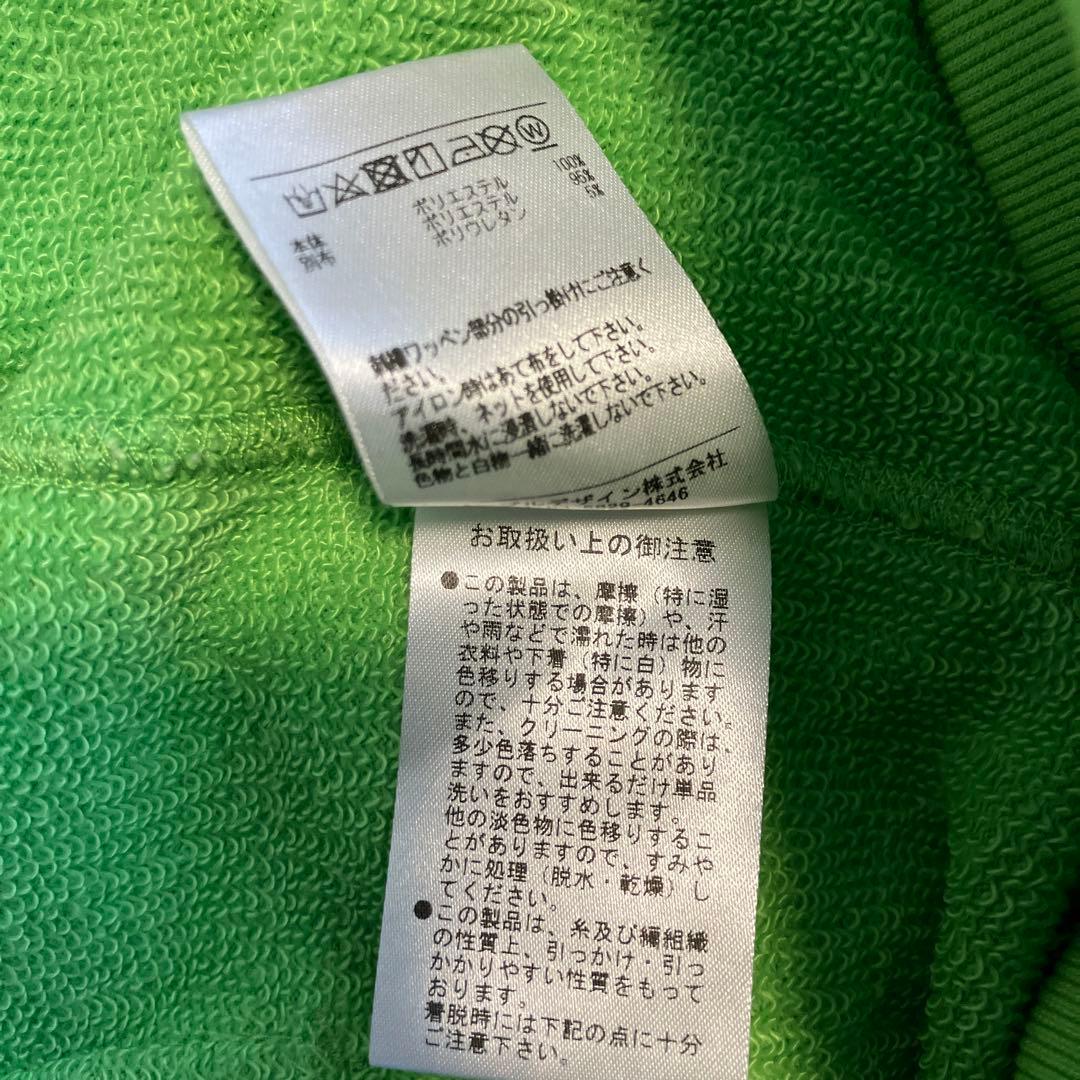 W
本体 ポリエステル 100%
別布 ポリエステル 95%
ポリウレタン 5%
刺繍ワッペン部分の引っ掛けにご注意く
ださい。
アイロン時はあて布をして下さい。
洗濯時、ネットを使用して下さい。
長時間水に浸漬しないで下さい。
色物と白物一緒に洗濯しないで下さい。
ザイン株式会社
4646
お取扱い上の御注意
●この製品は、摩擦（特に湿
った状態での摩擦）や、汗
や雨などで濡れた時は他の
衣料や下着（特に白）物に
色移りする場合があります
ので、十分ご注意ください。
また、クリーニングの際は、
多少色落ちすることがあり
ますので、出来るだけ単品
洗いをおすすめします。
他の淡色物に色移りするこ
とがありますので、すみや
かに処理（脱水・乾燥）し
てください。
●この製品は、糸及び編組織
の性質上、引っかけ・引っ
かかりやすい性質をもって
おります。
着脱時には下記の点に十分
ご注意下さい。